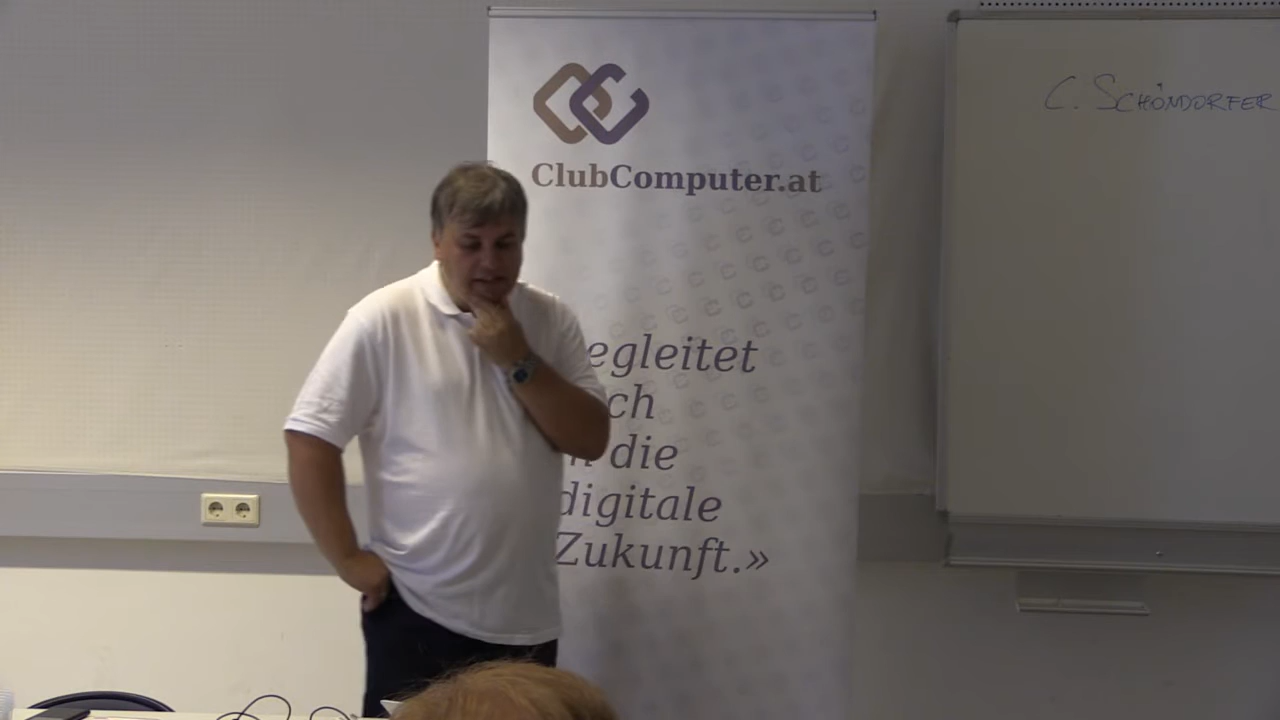 ClubComputer.at
egleitet
ch
n die
digitale
Zukunft.»
C. SCHÖNDORFER